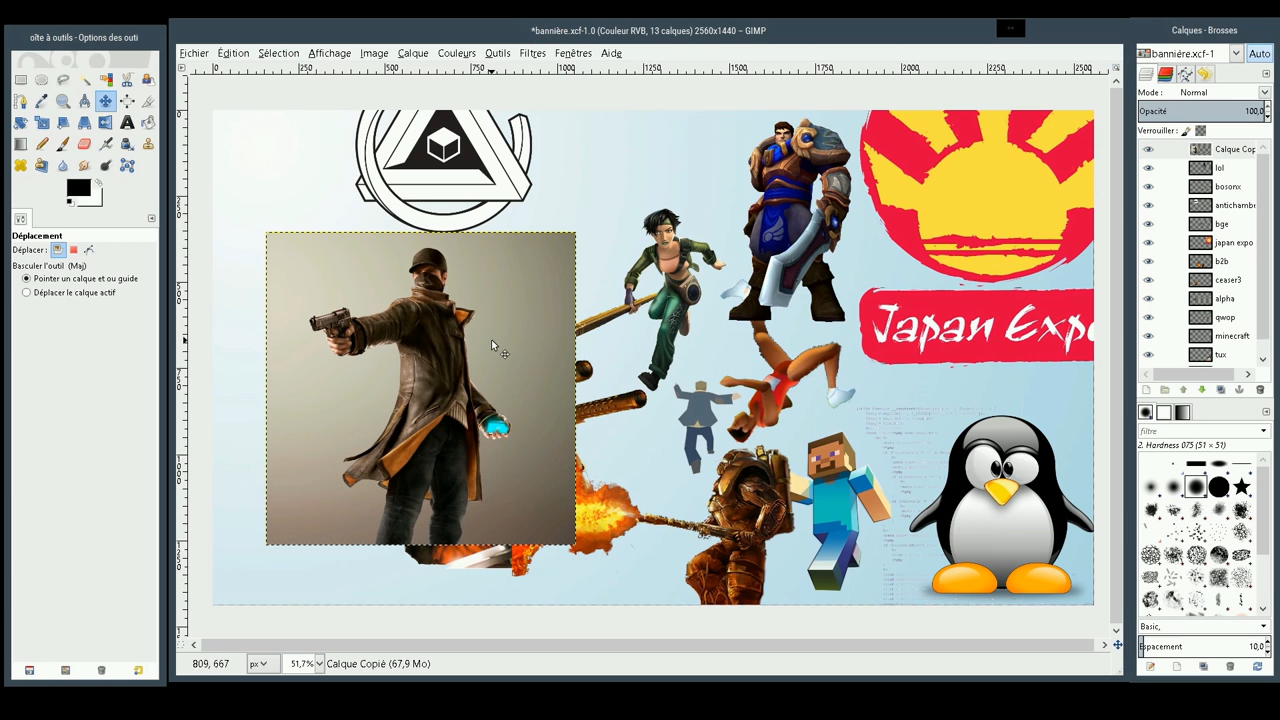 oîte à outils - Options des outi
*bannière.xcf-1.0 (Couleur RVB, 13 calques) 2560x1440 – GIMP
Calques - Brosses
Fichier Édition Sélection Affichage Image Calque Couleurs Outils Filtres Fenêtres Aide
bannière.xcf-1
Auto
0 250 500 750 1000 1250 1500 1750 2000 2250 2500
Mode : Normal
Opacité 100,0
Verrouiller :
Calque Cop
lol
bosonx
antichambr
bge
japan expo
b2b
ceaser3
alpha
qwop
minecraft
tux
Déplacement
Déplacer :
Basculer l'outil (Maj)
Pointer un calque et ou guide
Déplacer le calque actif
Japan Expo
filtre
2. Hardness 075 (51 × 51)
Basic,
Espacement 10,0
809, 667 px 51,7% Calque Copié (67,9 Mo)